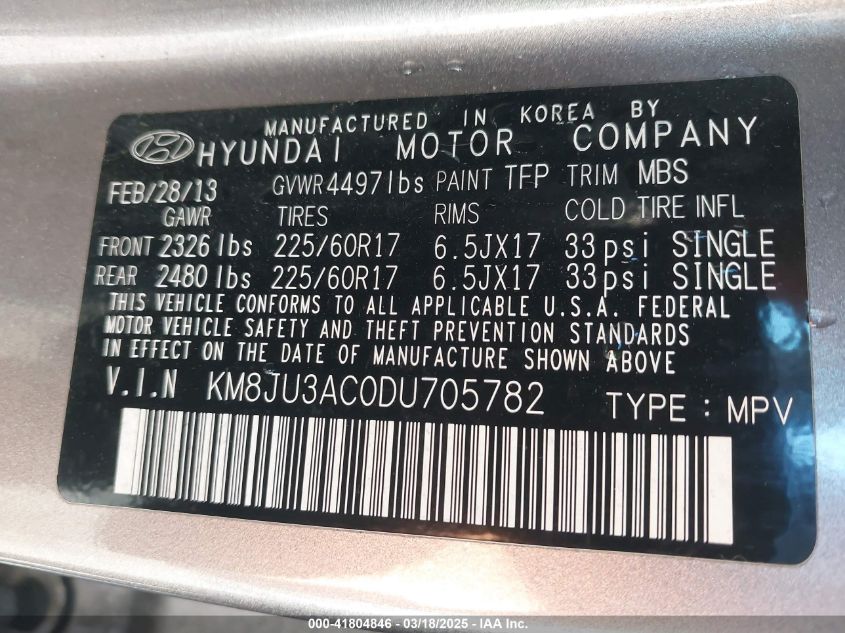 MANUFACTURED IN KOREA BY
HYUNDAI MOTOR COMPANY
FEB/28/13 GVWR 4497lbs PAINT TFP TRIM MBS
GAWR TIRES RIMS COLD TIRE INFL
FRONT 2326 lbs 225/60R17 6.5JX17 33psi SINGLE
REAR 2480 lbs 225/60R17 6.5JX17 33psi SINGLE
THIS VEHICLE CONFORMS TO ALL APPLICABLE U.S.A. FEDERAL
MOTOR VEHICLE SAFETY AND THEFT PREVENTION STANDARDS
IN EFFECT ON THE DATE OF MANUFACTURE SHOWN ABOVE
V.I.N KM8JU3AC0DU705782 TYPE : MPV
000-41804846 — 03/18/2025 — IAA Inc.